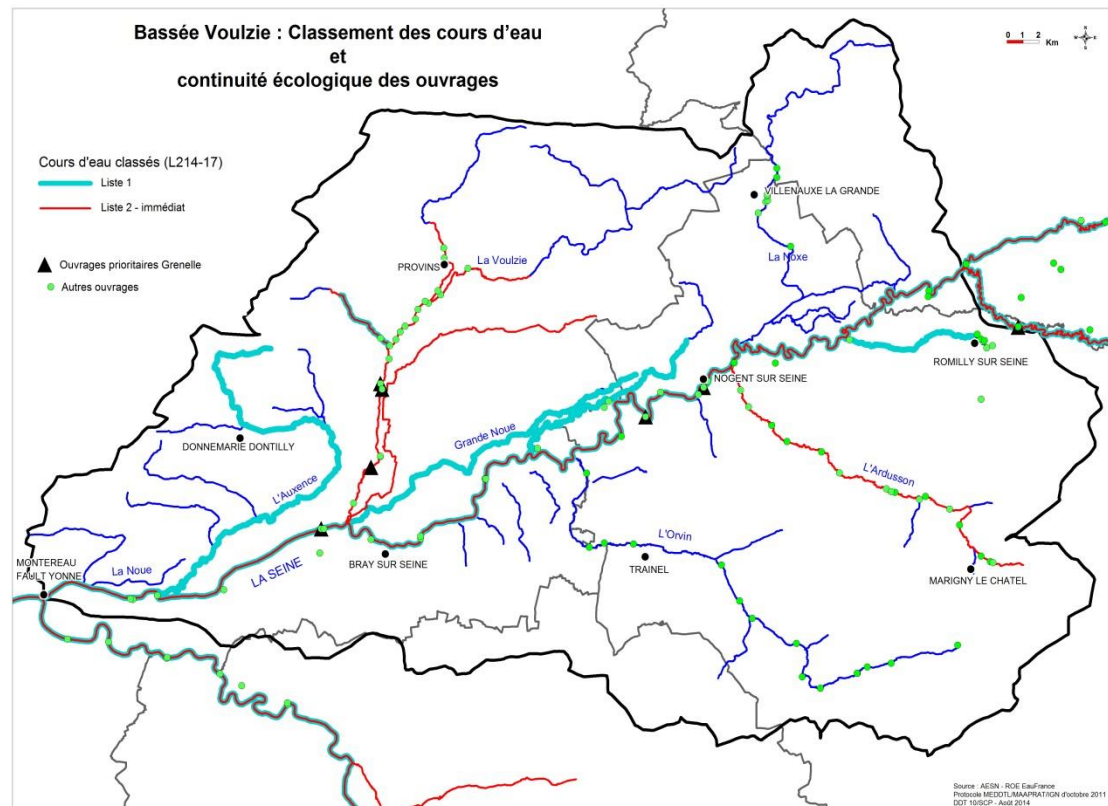 Bassée Voulzie : Classement des cours d'eau
et
continuité écologique des ouvrages
0 1 2 Km
N
W E
S
Cours d'eau classés (L214-17)
Liste 1
Liste 2 - immédiat
Ouvrages prioritaires Grenelle
Autres ouvrages
VILLENAUXE LA GRANDE
La Noxe
PROVINS
La Voulzie
ROMILLY SUR SEINE
NOGENT SUR SEINE
DONNEMARIE DONTILLY
Grande Noue
L'Auxence
L'Ardusson
L'Orvin
TRAINEL
MARIGNY LE CHATEL
MONTEREAU
FAULT YONNE
La Noue
LA SEINE
BRAY SUR SEINE
Source : AESN - ROE EauFrance
Protocole MEDDTL/MAAPRAT/IGN d'octobre 2011
DDT 10/SCP - Août 2014